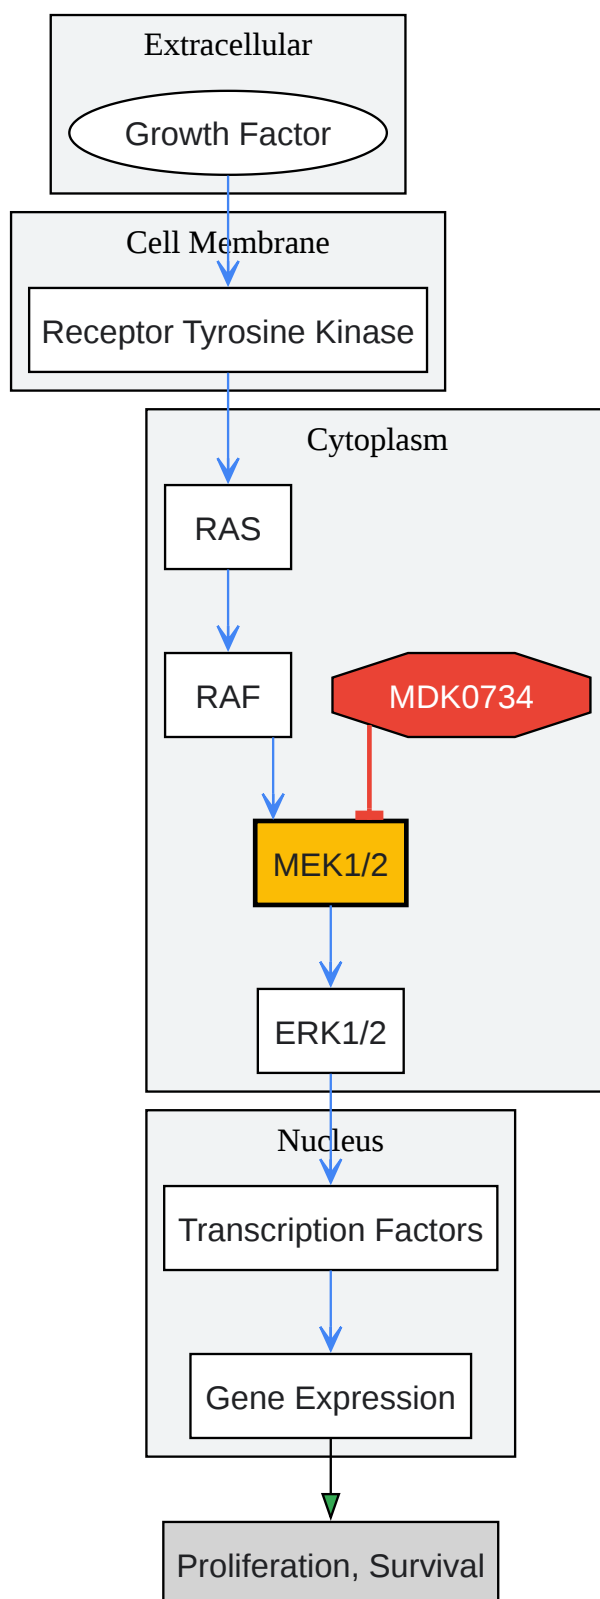 Extracellular
Growth Factor
Cell Membrane
Receptor Tyrosine Kinase
Cytoplasm
RAS
RAF
MDK0734
MEK1/2
ERK1/2
Nucleus
Transcription Factors
Gene Expression
Proliferation, Survival